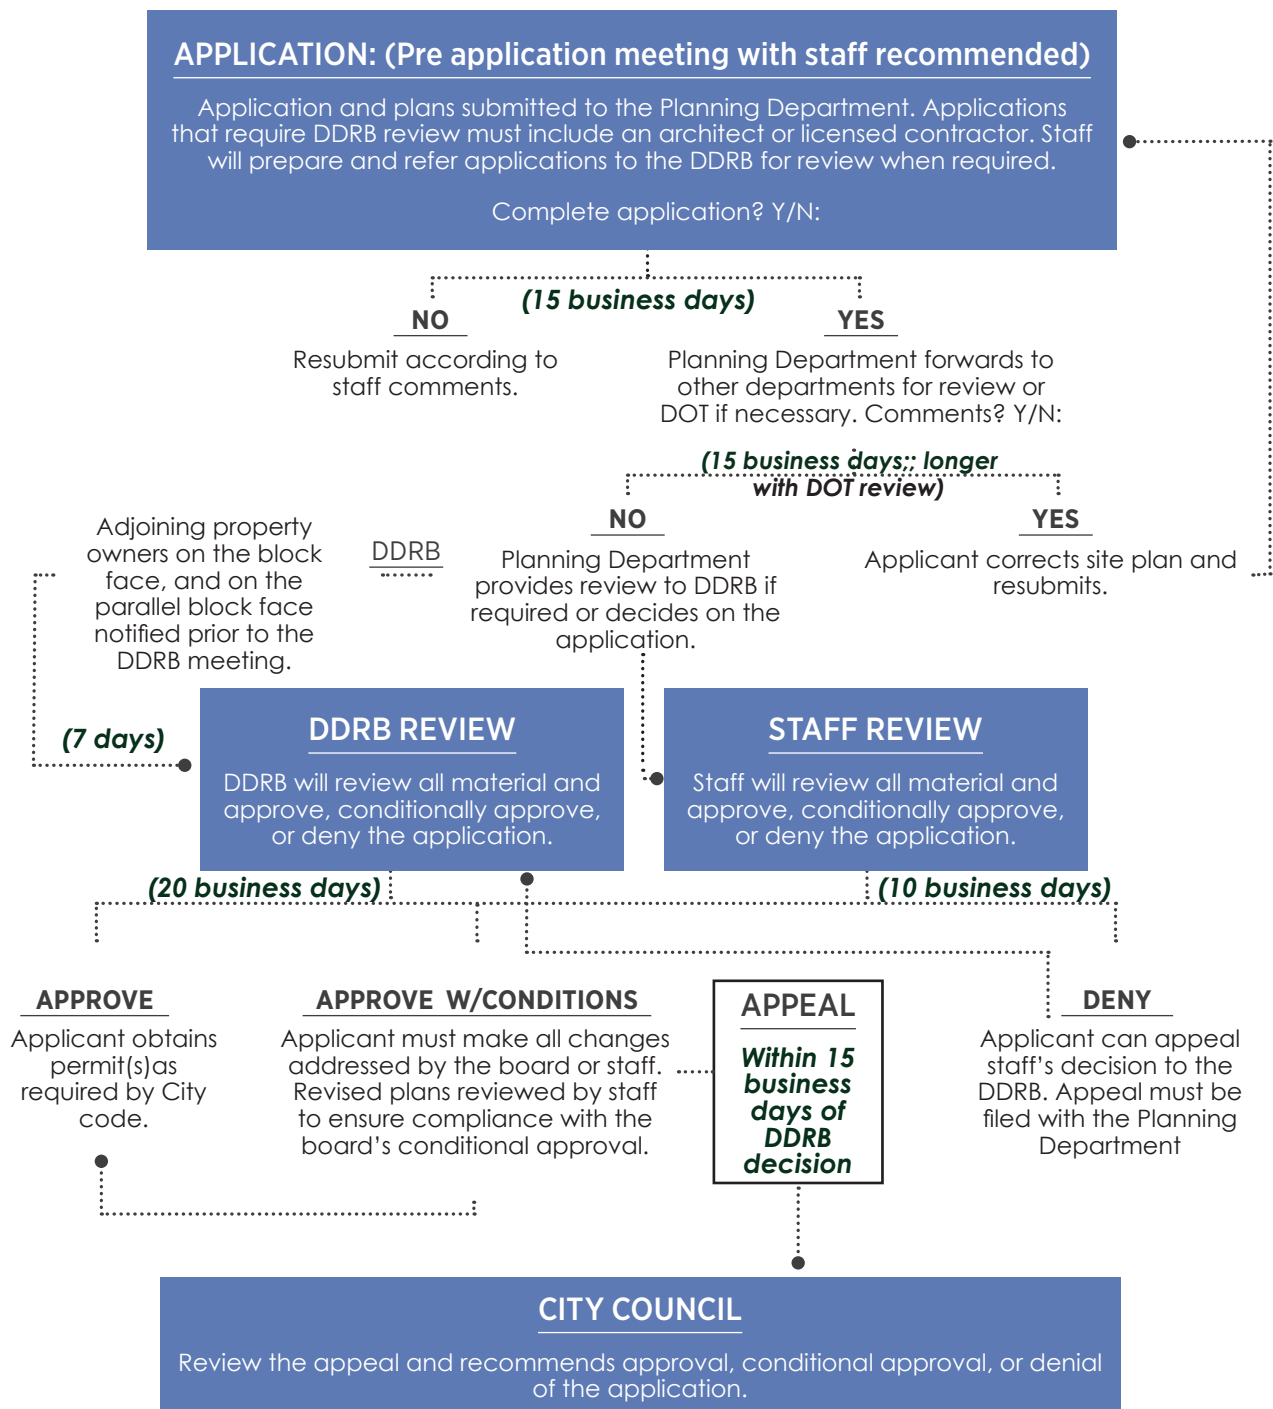 APPLICATION: (Pre application meeting with staff recommended)
Application and plans submitted to the Planning Department. Applications
that require DDRB review must include an architect or licensed contractor. Staff
will prepare and refer applications to the DDRB for review when required.
Complete application? Y/N:
(15 business days)
NO
Resubmit according to
staff comments.
YES
Planning Department forwards to
other departments for review or
DOT if necessary. Comments? Y/N:
(15 business days;; longer
with DOT review)
Adjoining property
owners on the block
face, and on the
parallel block face
notified prior to the
DDRB meeting.
DDRB
NO
Planning Department
provides review to DDRB if
required or decides on the
application.
YES
Applicant corrects site plan and
resubmits.
(7 days)
DDRB REVIEW
DDRB will review all material and
approve, conditionally approve,
or deny the application.
STAFF REVIEW
Staff will review all material and
approve, conditionally approve,
or deny the application.
(20 business days)
(10 business days)
APPROVE
Applicant obtains
permit(s)as
required by City
code.
APPROVE W/CONDITIONS
Applicant must make all changes
addressed by the board or staff.
Revised plans reviewed by staff
to ensure compliance with the
board’s conditional approval.
APPEAL
Within 15
business
days of
DDRB
decision
DENY
Applicant can appeal
staff’s decision to the
DDRB. Appeal must be
filed with the Planning
Department
CITY COUNCIL
Review the appeal and recommends approval, conditional approval, or denial
of the application.